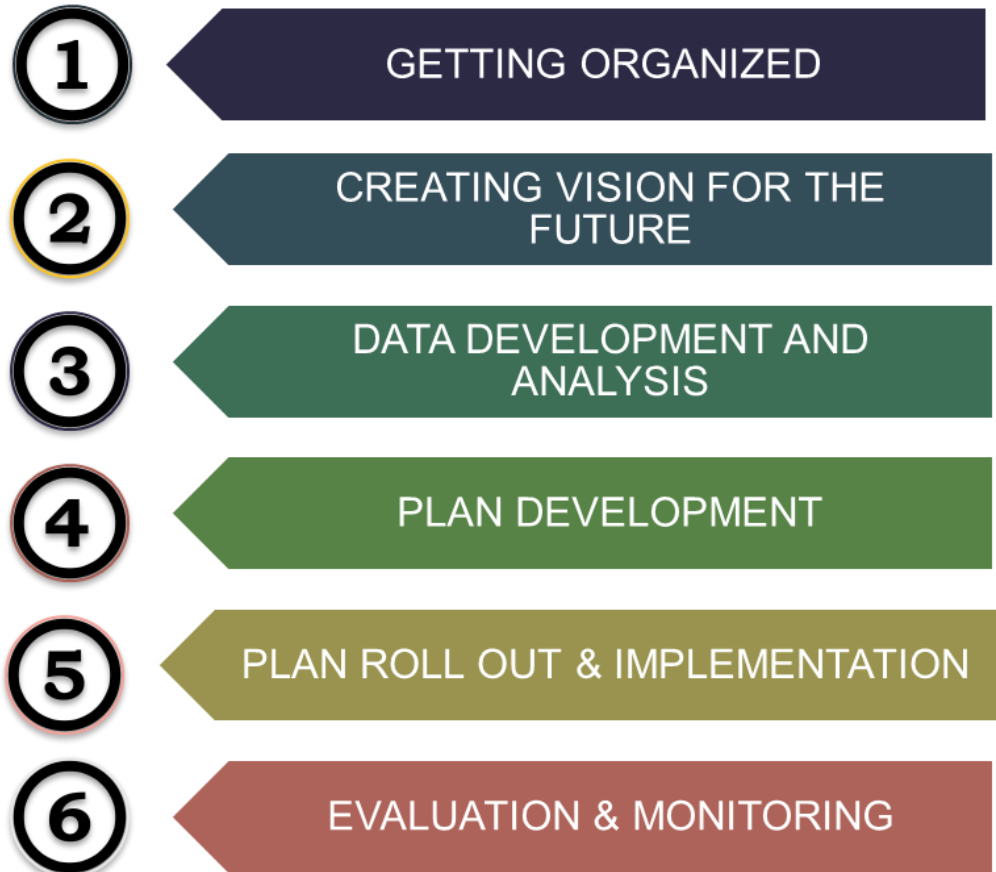 1
GETTING ORGANIZED
2
CREATING VISION FOR THE
FUTURE
3
DATA DEVELOPMENT AND
ANALYSIS
4
PLAN DEVELOPMENT
5
PLAN ROLL OUT & IMPLEMENTATION
6
EVALUATION & MONITORING